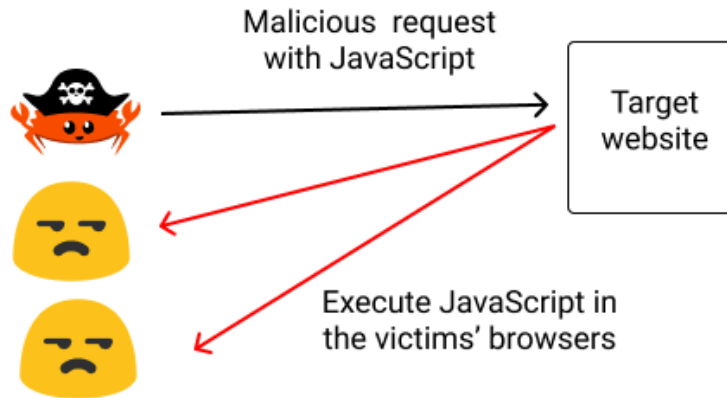 Malicious request
with JavaScript
Target
website
Execute JavaScript in
the victims’ browsers